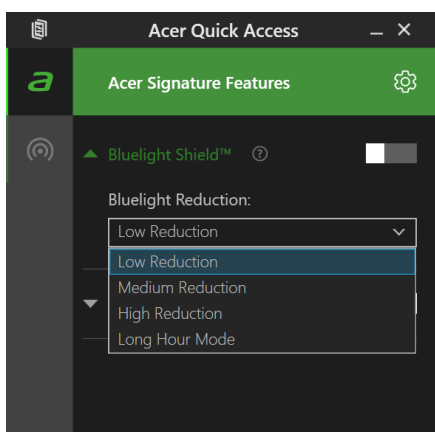 Acer Quick Access
a
Acer Signature Features
Bluelight Shield™ ?
Bluelight Reduction:
Low Reduction
Low Reduction
Medium Reduction
High Reduction
Long Hour Mode